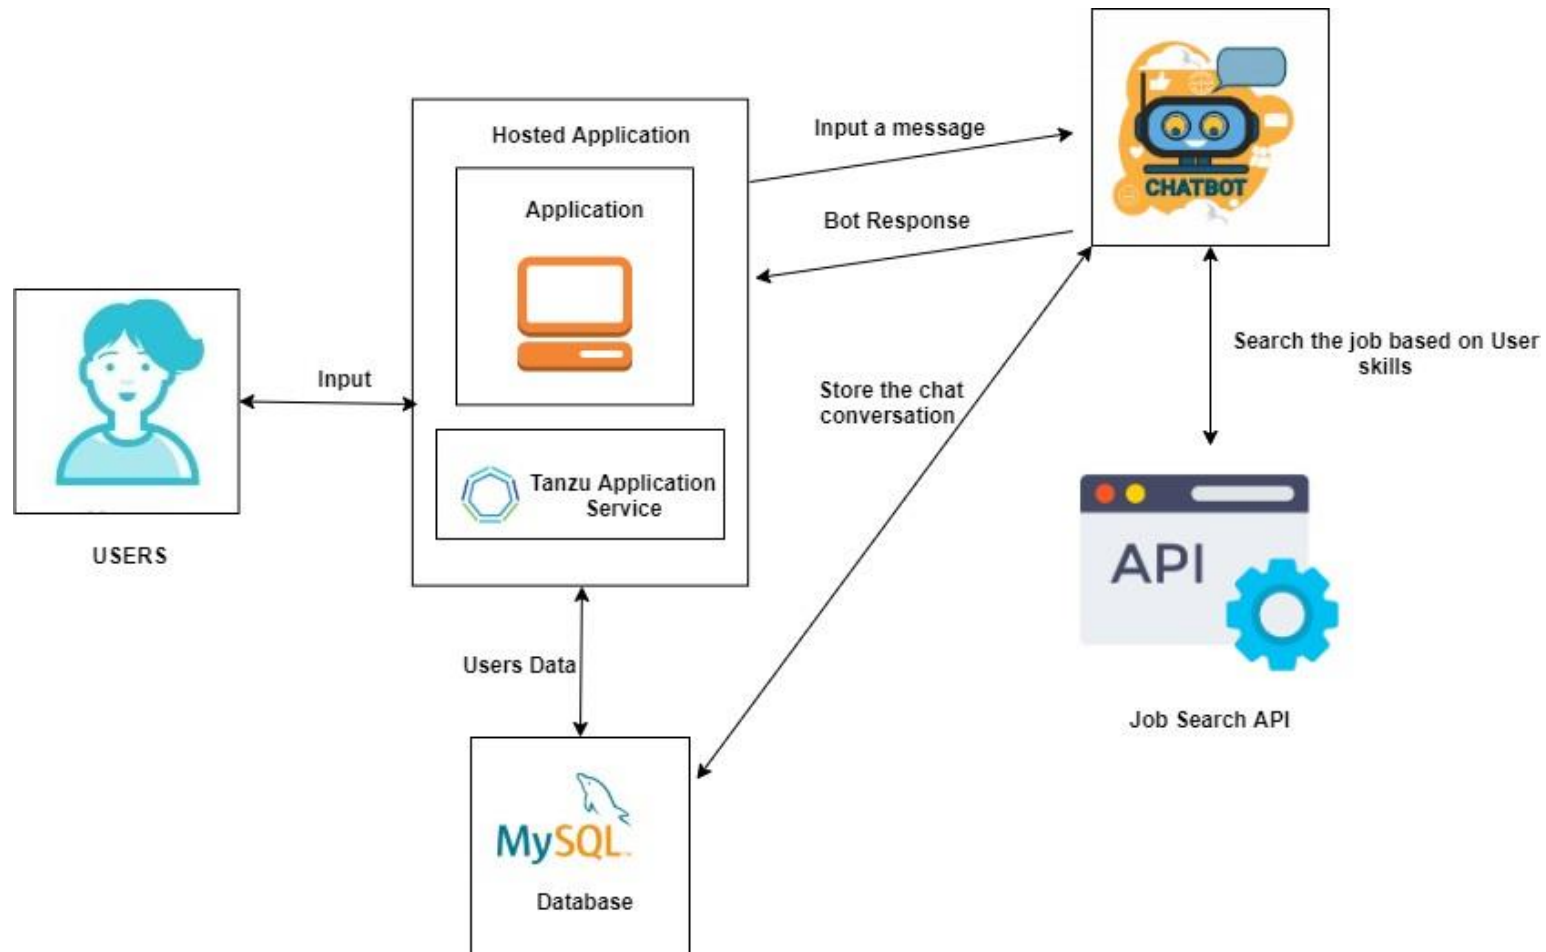 Hosted Application
Application
Tanzu Application
Service
Input a message
Bot Response
CHATBOT
Input
USERS
Users Data
Store the chat
conversation
Search the job based on User
skills
API
Job Search API
MySQL
Database